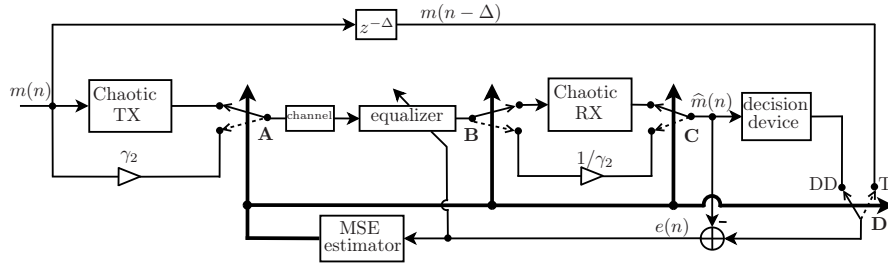 z^{-Δ}
m(n − Δ)
m(n)
Chaotic
TX
channel
equalizer
Chaotic
RX
m̂(n)
decision
device
A
B
C
γ₂
1/γ₂
DD
T
D
MSE
estimator
e(n)
-